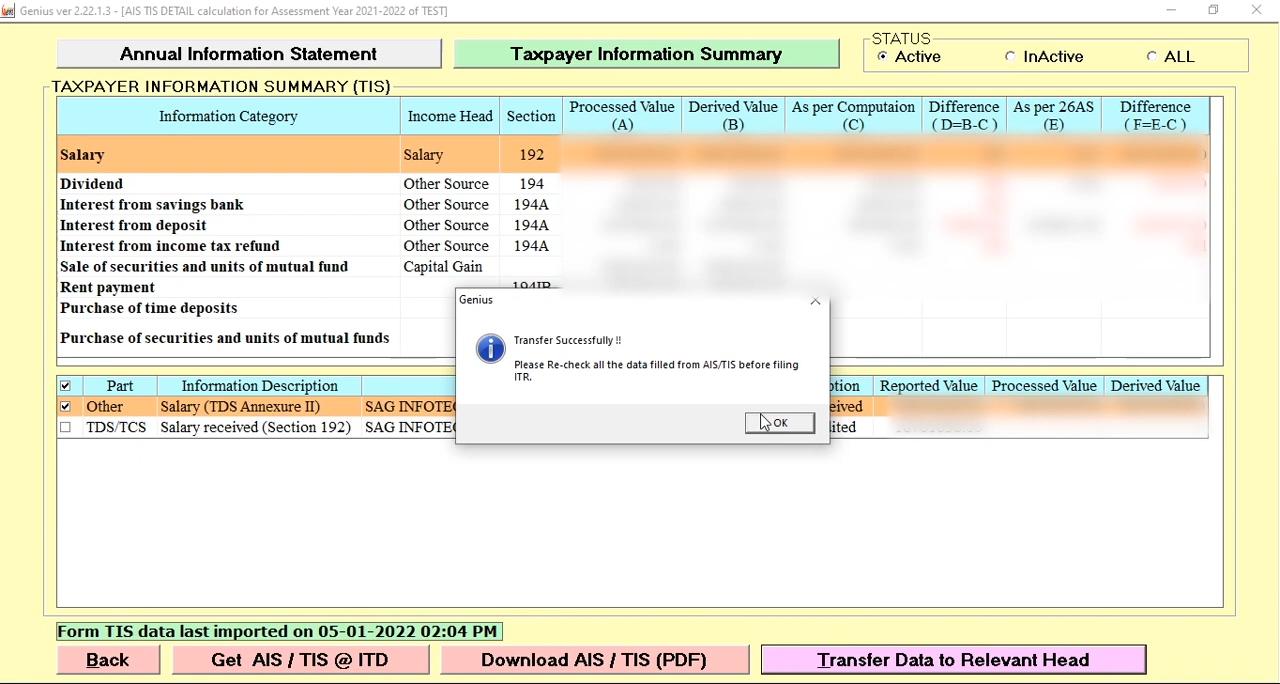 Genius ver 2.22.1.3 - [AIS TIS DETAIL calculation for Assessment Year 2021-2022 of TEST]
Annual Information Statement
Taxpayer Information Summary
STATUS
Active InActive ALL
TAXPAYER INFORMATION SUMMARY (TIS)
Information Category Income Head Section Processed Value (A) Derived Value (B) As per Computaion (C) Difference ( D=B-C ) As per 26AS (E) Difference ( F=E-C )
Salary Salary 192
Dividend Other Source 194
Interest from savings bank Other Source 194A
Interest from deposit Other Source 194A
Interest from income tax refund Other Source 194A
Sale of securities and units of mutual fund Capital Gain
Rent payment 194IB
Purchase of time deposits
Purchase of securities and units of mutual funds
Genius
Transfer Successfully !!
Please Re-check all the data filled from AIS/TIS before filing
ITR.
OK
Part Information Description Reported Value Processed Value Derived Value
Other Salary (TDS Annexure II) SAG INFOTEC
TDS/TCS Salary received (Section 192) SAG INFOTEC
Form TIS data last imported on 05-01-2022 02:04 PM
Back Get AIS / TIS @ ITD Download AIS / TIS (PDF) Transfer Data to Relevant Head